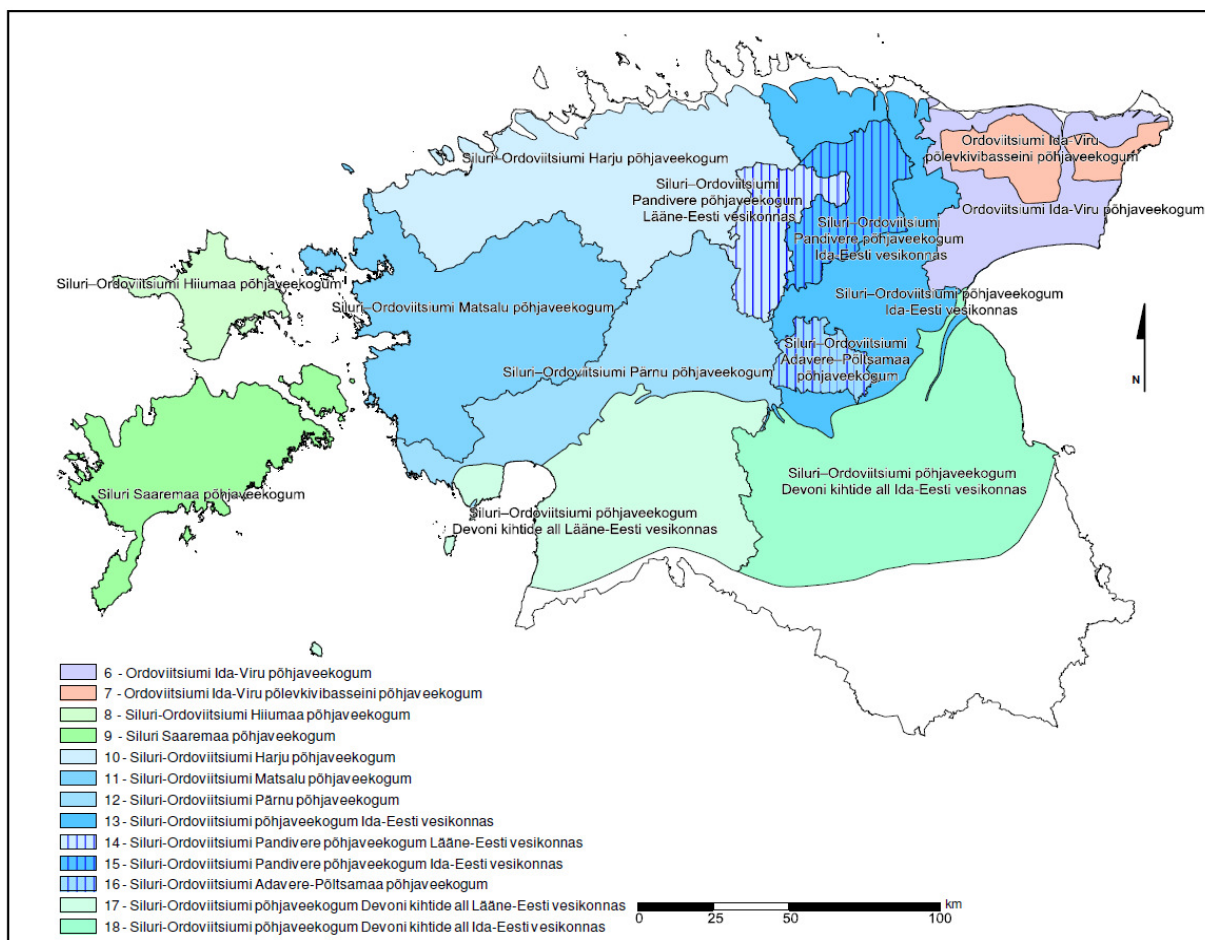 Siluri-Ordoviitsiumi Harju põhjaveekogum
Ordoviitsiumi Ida-Viru
põlevkivibasseini põhjaveekogum
Siluri–Ordoviitsiumi
Pandivere põhjaveekogum
Lääne-Eesti vesikonnas
Ordoviitsiumi Ida-Viru põhjaveekogum
Siluri–Ordoviitsiumi
Pandivere põhjaveekogum
Ida-Eesti vesikonnas
Siluri–Ordoviitsiumi Hiiumaa põhjaveekogum
Siluri–Ordoviitsiumi põhjaveekogum
Ida-Eesti vesikonnas
Siluri–Ordoviitsiumi Matsalu põhjaveekogum
Siluri–Ordoviitsiumi
Adavere–Põltsamaa
põhjaveekogum
Siluri–Ordoviitsiumi Pärnu põhjaveekogum
N
Siluri–Ordoviitsiumi põhjaveekogum
Devoni kihtide all Ida-Eesti vesikonnas
Siluri Saaremaa põhjaveekogum
Siluri–Ordoviitsiumi põhjaveekogum
Devoni kihtide all Lääne-Eesti vesikonnas
6 - Ordoviitsiumi Ida-Viru põhjaveekogum
7 - Ordoviitsiumi Ida-Viru põlevkivibasseini põhjaveekogum
8 - Siluri-Ordoviitsiumi Hiiumaa põhjaveekogum
9 - Siluri Saaremaa põhjaveekogum
10 - Siluri-Ordoviitsiumi Harju põhjaveekogum
11 - Siluri-Ordoviitsiumi Matsalu põhjaveekogum
12 - Siluri-Ordoviitsiumi Pärnu põhjaveekogum
13 - Siluri-Ordoviitsiumi põhjaveekogum Ida-Eesti vesikonnas
14 - Siluri-Ordoviitsiumi Pandivere põhjaveekogum Lääne-Eesti vesikonnas
15 - Siluri-Ordoviitsiumi Pandivere põhjaveekogum Ida-Eesti vesikonnas
16 - Siluri-Ordoviitsiumi Adavere-Põltsamaa põhjaveekogum
17 - Siluri-Ordoviitsiumi põhjaveekogum Devoni kihtide all Lääne-Eesti vesikonnas
18 - Siluri-Ordoviitsiumi põhjaveekogum Devoni kihtide all Ida-Eesti vesikonnas
km
0 25 50 100